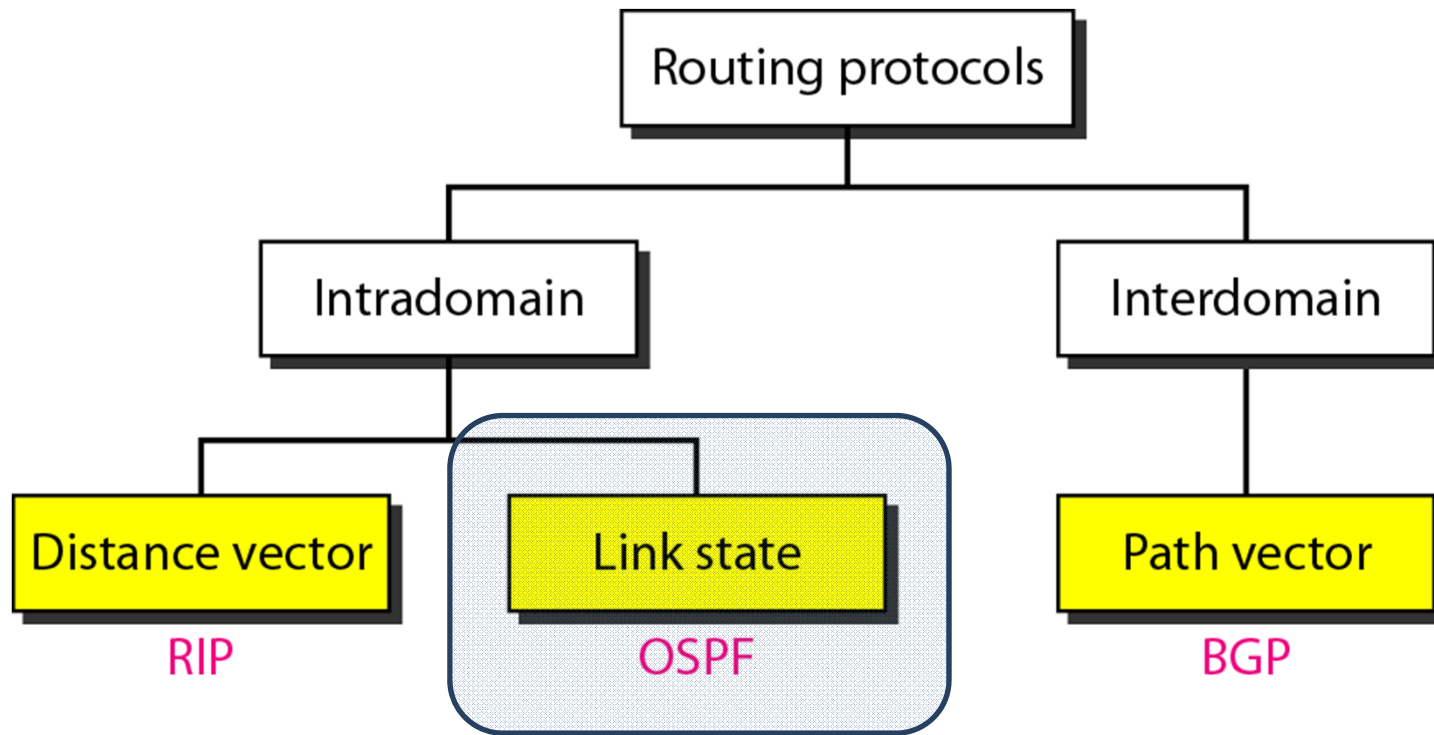 Routing protocols
Intradomain
Interdomain
Distance vector
Link state
Path vector
RIP
OSPF
BGP